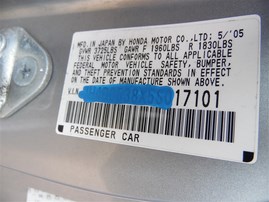 MFD. IN JAPAN BY HONDA MOTOR CO.,LTD. 5/'05
GVWR 3725LBS GAWR F 1960LBS R 1830LBS
THIS VEHICLE CONFORMS TO ALL APPLICABLE
FEDERAL MOTOR VEHICLE SAFETY, BUMPER,
AND THEFT PREVENTION STANDARDS IN EFFECT
ON THE DATE OF MANUFACTURE SHOWN ABOVE.
V.I.N. 17101
PASSENGER CAR